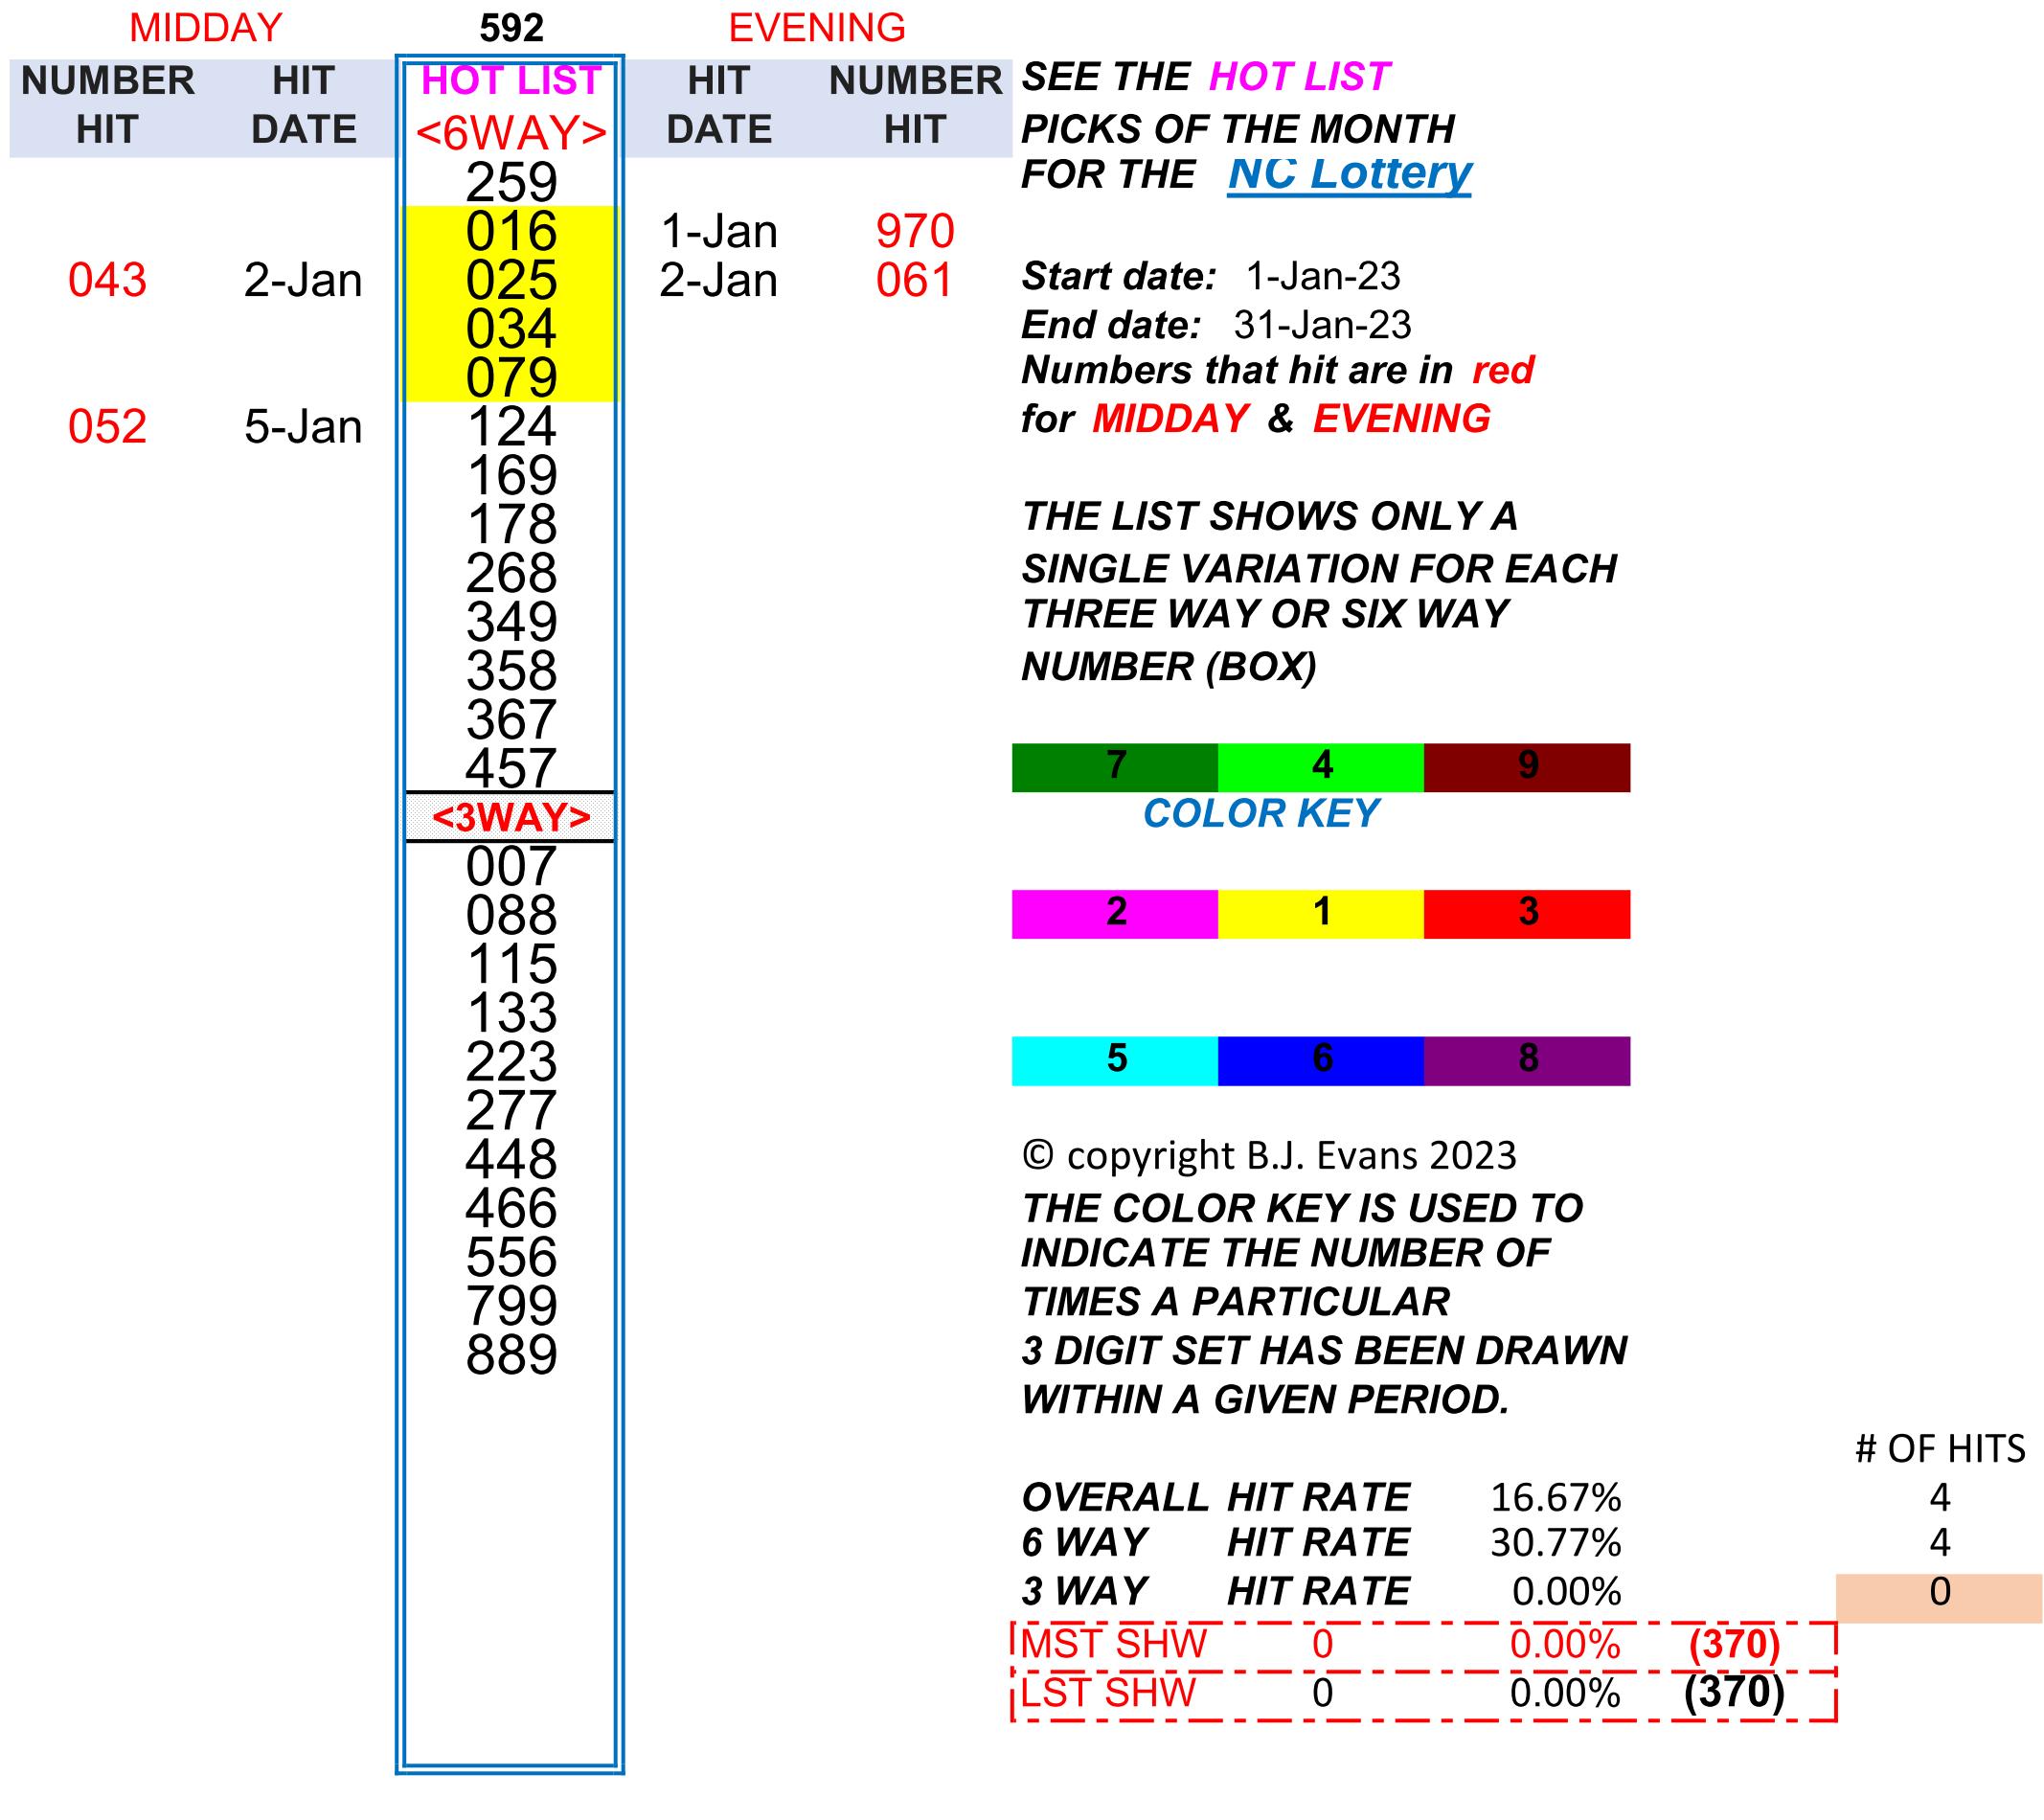 MIDDAY 592 EVENING
NUMBER HIT HOT LIST HIT NUMBER SEE THE HOT LIST
HIT DATE <6WAY> DATE HIT PICKS OF THE MONTH
259 FOR THE NC Lottery
016 1-Jan 970
043 2-Jan 025 2-Jan 061 Start date: 1-Jan-23
034 End date: 31-Jan-23
079 Numbers that hit are in red
052 5-Jan 124 for MIDDAY & EVENING
169
178 THE LIST SHOWS ONLY A
268 SINGLE VARIATION FOR EACH
349 THREE WAY OR SIX WAY
358 NUMBER (BOX)
367
457 7 4 9
<3WAY> COLOR KEY
007
088 2 1 3
115
133
223 5 6 8
277
448 © copyright B.J. Evans 2023
466 THE COLOR KEY IS USED TO
556 INDICATE THE NUMBER OF
799 TIMES A PARTICULAR
889 3 DIGIT SET HAS BEEN DRAWN
WITHIN A GIVEN PERIOD.
# OF HITS
OVERALL HIT RATE 16.67% 4
6 WAY HIT RATE 30.77% 4
3 WAY HIT RATE 0.00% 0
MST SHW 0 0.00% (370)
LST SHW 0 0.00% (370)